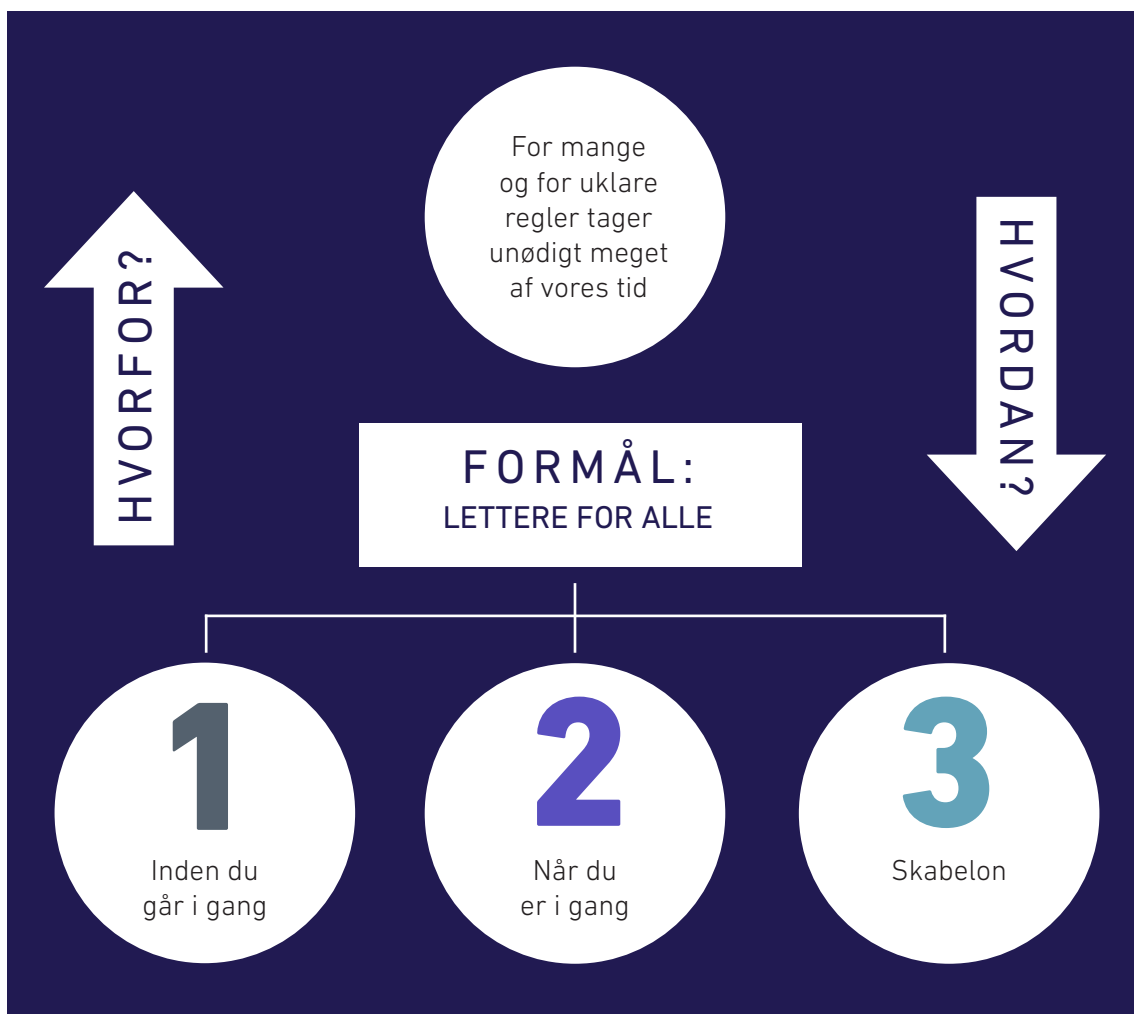 For mange
og for uklare
regler tager
unødigt meget
af vores tid
HVORFOR?
HVORDAN?
FORMÅL:
LETTERE FOR ALLE
1
Inden du
går i gang
2
Når du
er i gang
3
Skabelon